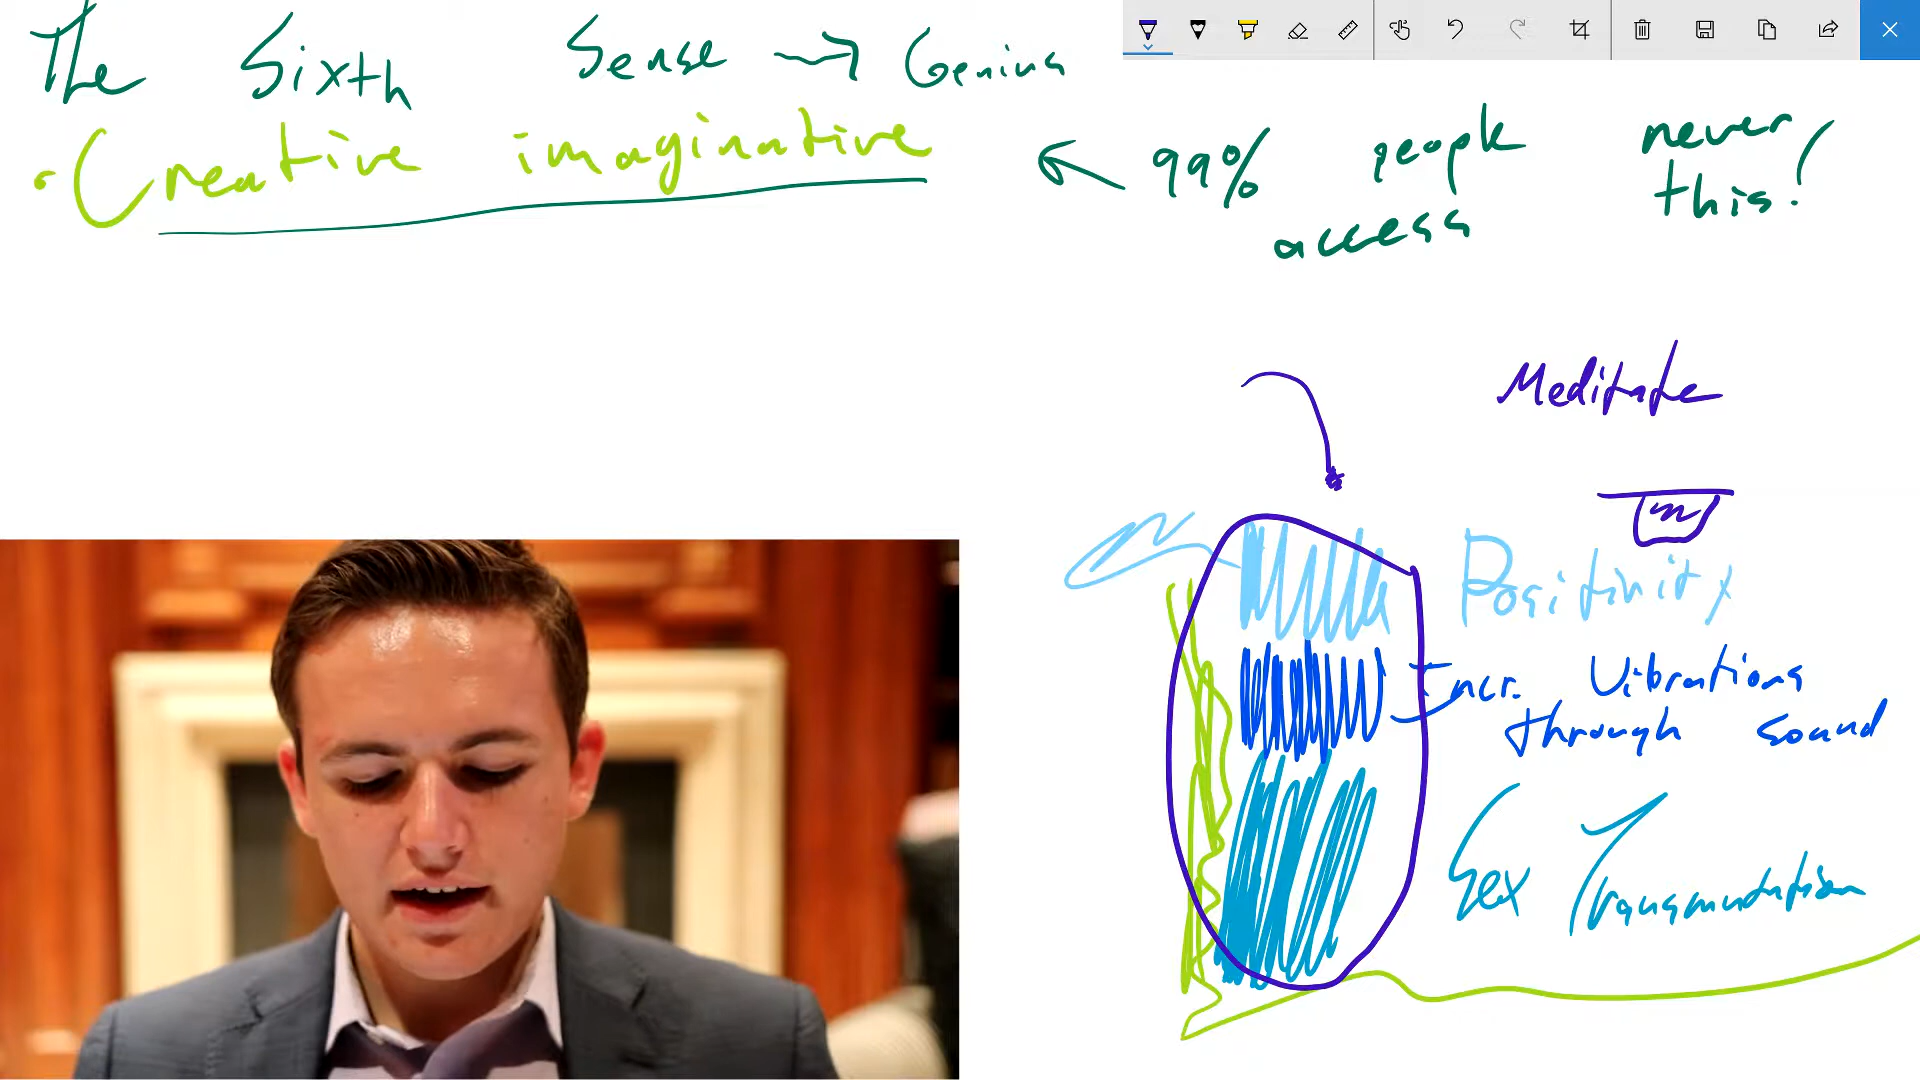 The Sixth Sense → Genius
• Creative imaginative
← 99% people never
access this!
Meditate
m
Positivity
Incr. Vibrations
through sound
Sex Transmutation